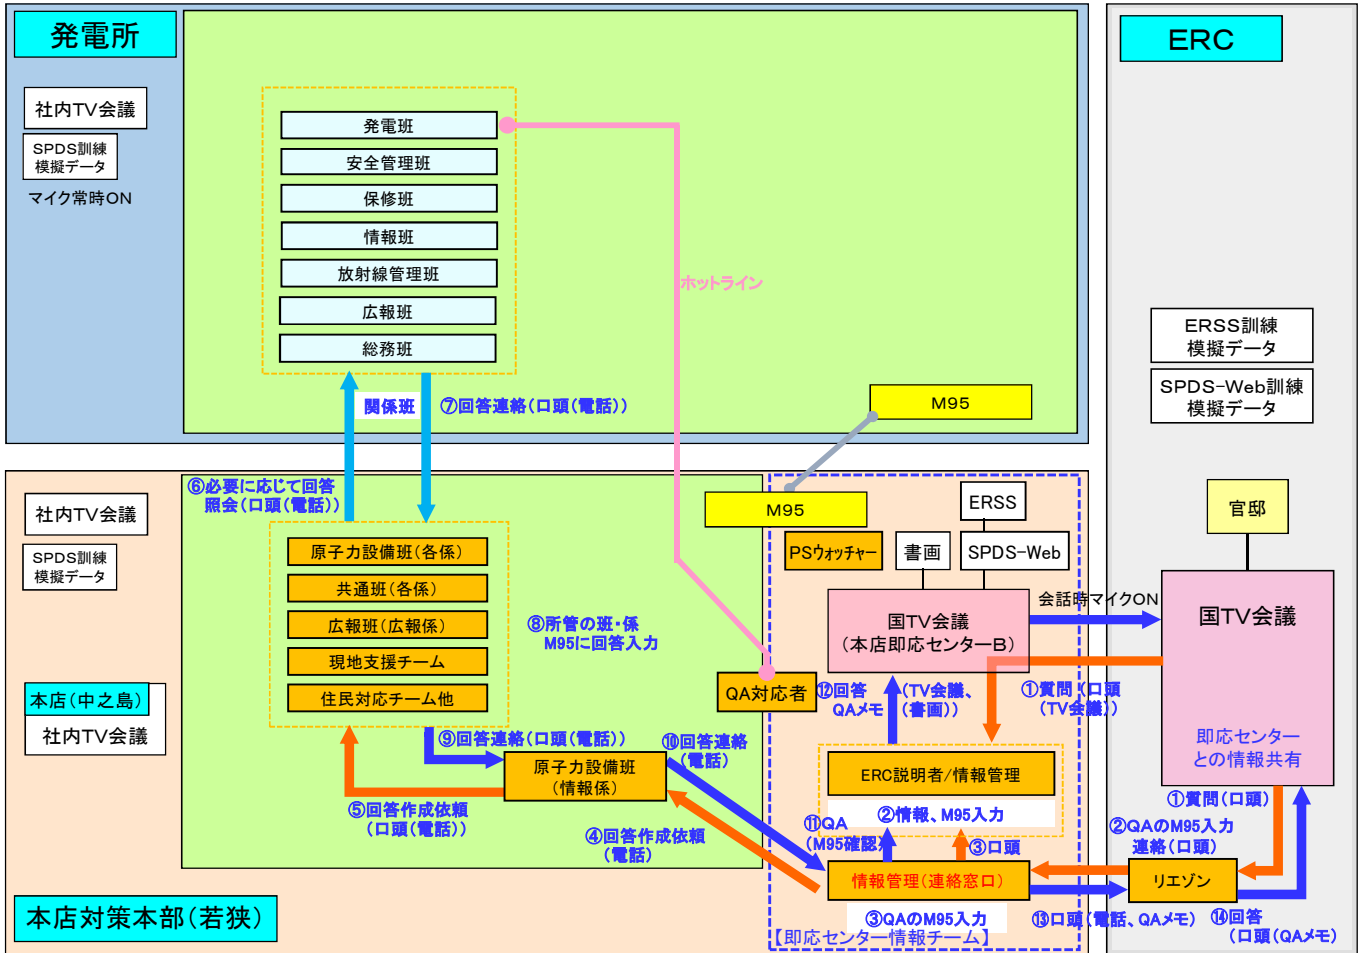 発電所
社内TV会議
SPDS訓練
模擬データ
マイク常時ON
発電班
安全管理班
保修班
情報班
放射線管理班
広報班
総務班
ホットライン
関係班
⑦回答連絡(口頭(電話))
M95
ERC
ERSS訓練
模擬データ
SPDS-Web訓練
模擬データ
官邸
国TV会議
即応センター
との情報共有
社内TV会議
SPDS訓練
模擬データ
本店(中之島)
社内TV会議
本店対策本部(若狭)
⑥必要に応じて回答
照会(口頭(電話))
原子力設備班(各係)
共通班(各係)
広報班(広報係)
現地支援チーム
住民対応チーム他
⑧所管の班・係
M95に回答入力
⑨回答連絡(口頭(電話))
原子力設備班
(情報係)
⑤回答作成依頼
(口頭(電話))
④回答作成依頼
(電話)
⑩回答連絡
(電話)
M95
PSウォッチャー
書画
ERSS
SPDS-Web
国TV会議
(本店即応センターB)
会話時マイクON
QA対応者
⑫回答
QAメモ
(TV会議、
(書画))
①質問(口頭
(TV会議))
ERC説明者/情報管理
②情報、M95入力
⑪QA
(M95確認
③口頭
情報管理(連絡窓口)
③QAのM95入力
【即応センター情報チーム】
①質問(口頭)
②QAのM95入力
連絡(口頭)
リエゾン
⑬口頭(電話、QAメモ)
⑭回答
(口頭(QAメモ)